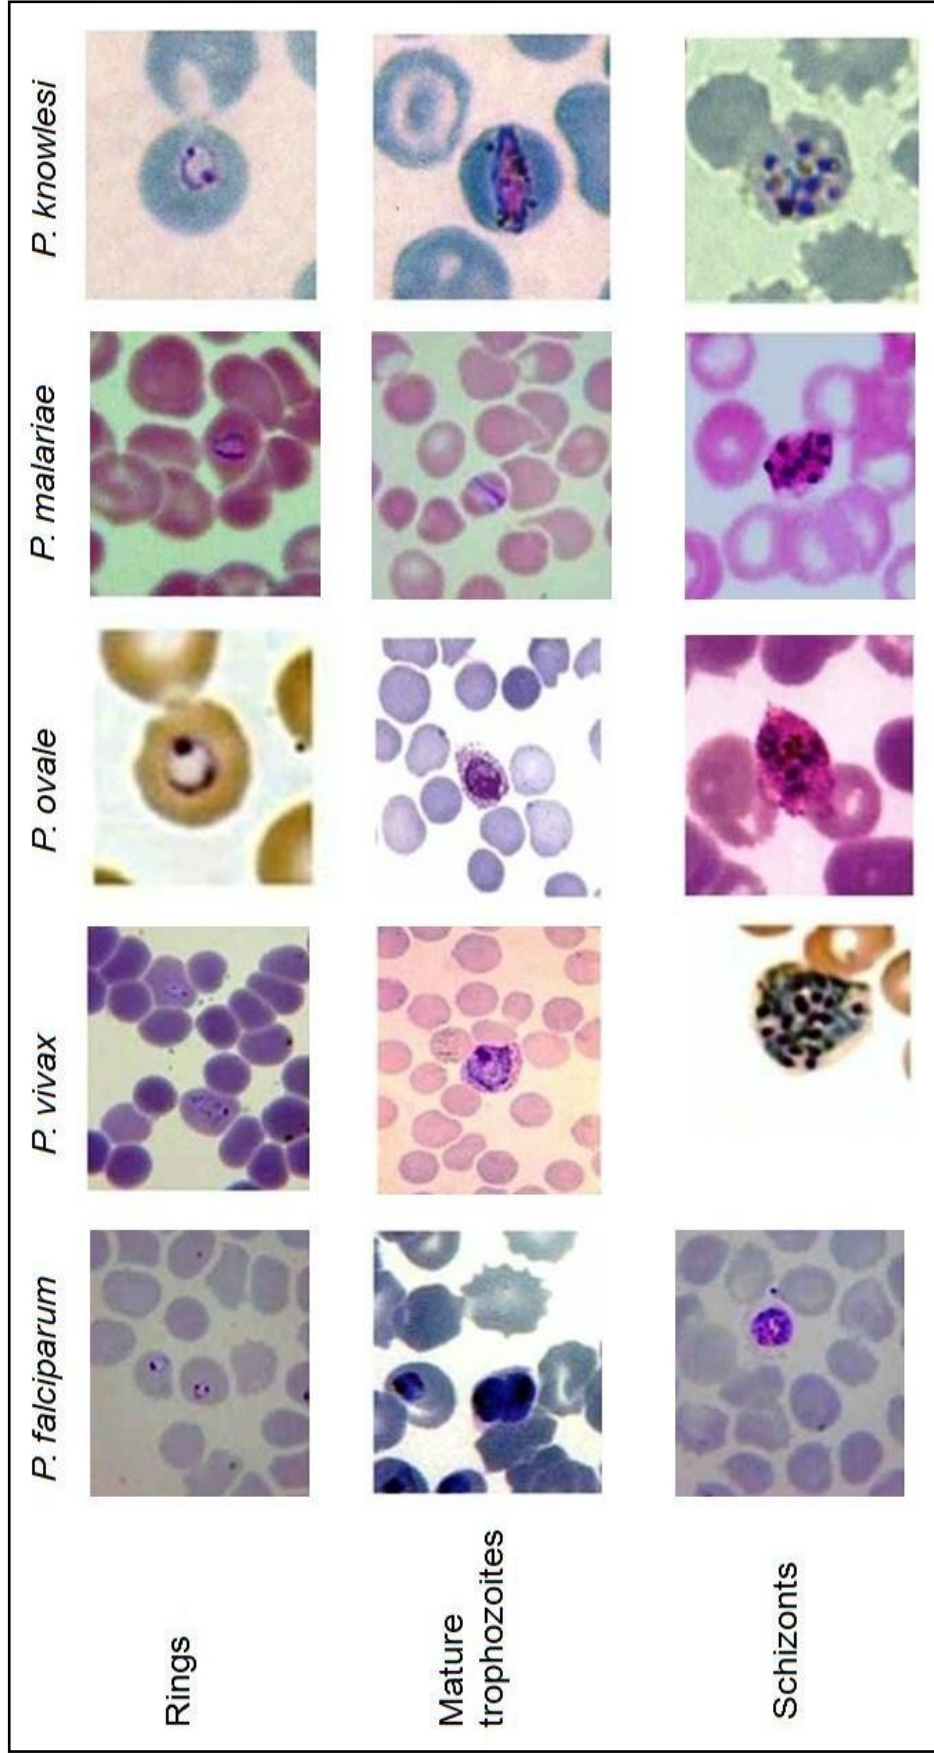 P. falciparum
P. vivax
P. ovale
P. malariae
P. knowlesi
Rings
Mature
trophozoites
Schizonts